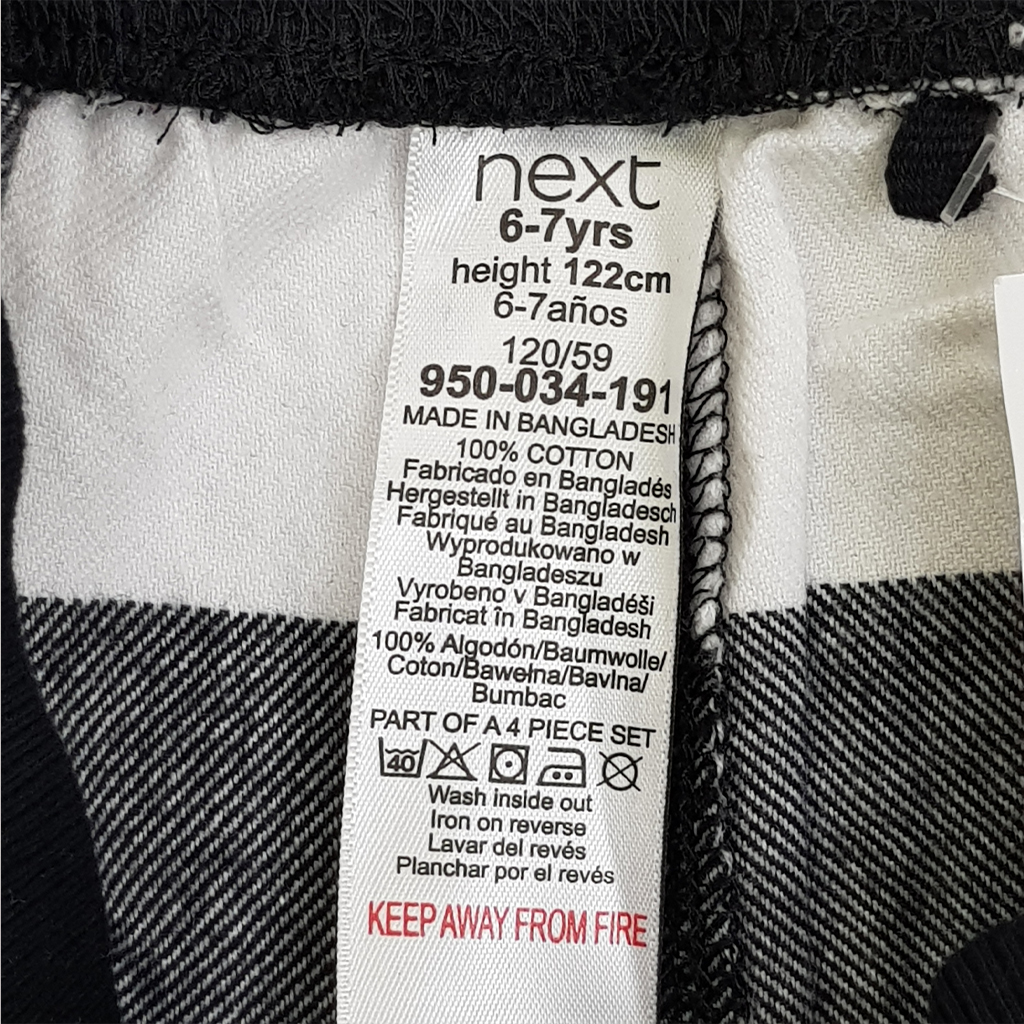 next
6-7yrs
height 122cm
6-7años
120/59
950-034-191
MADE IN BANGLADESH
100% COTTON
Fabricado en Bangladés
Hergestellt in Bangladesch
Fabriqué au Bangladesh
Wyprodukowano w
Bangladeszu
Vyrobeno v Bangladéši
Fabricat în Bangladesh
100% Algodón/Baumwolle/
Coton/Bawełna/Bavlna/
Bumbac
PART OF A 4 PIECE SET
40
Wash inside out
Iron on reverse
Lavar del revés
Planchar por el revés
KEEP AWAY FROM FIRE